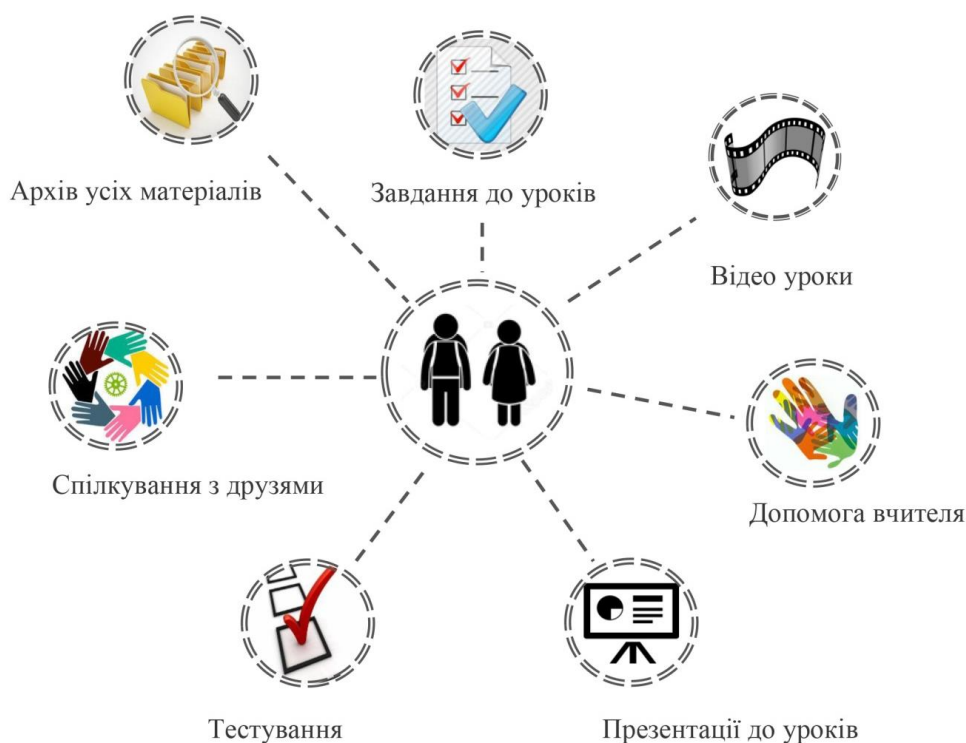 Архів усіх матеріалів
Завдання до уроків
Відео уроки
Спілкування з друзями
Допомога вчителя
Тестування
Презентації до уроків